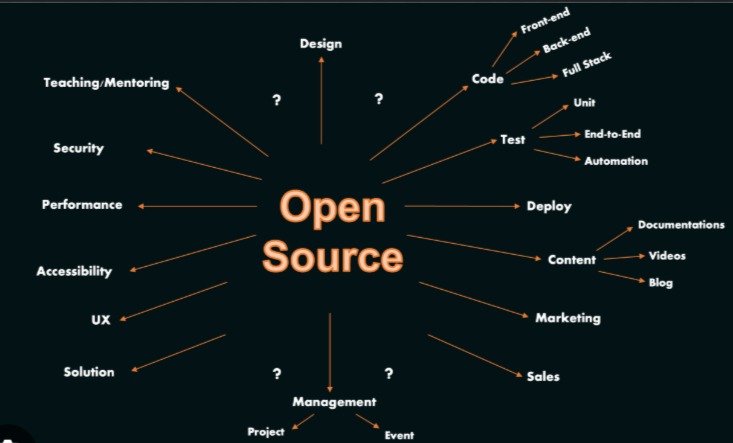 Design
Front-end
Back-end
Full Stack
Code
Teaching/Mentoring
?
?
Unit
Test
End-to-End
Automation
Security
Performance
Open
Source
Deploy
Documentations
Content
Videos
Blog
Accessibility
UX
Marketing
Solution
?
?
Sales
Management
Project
Event